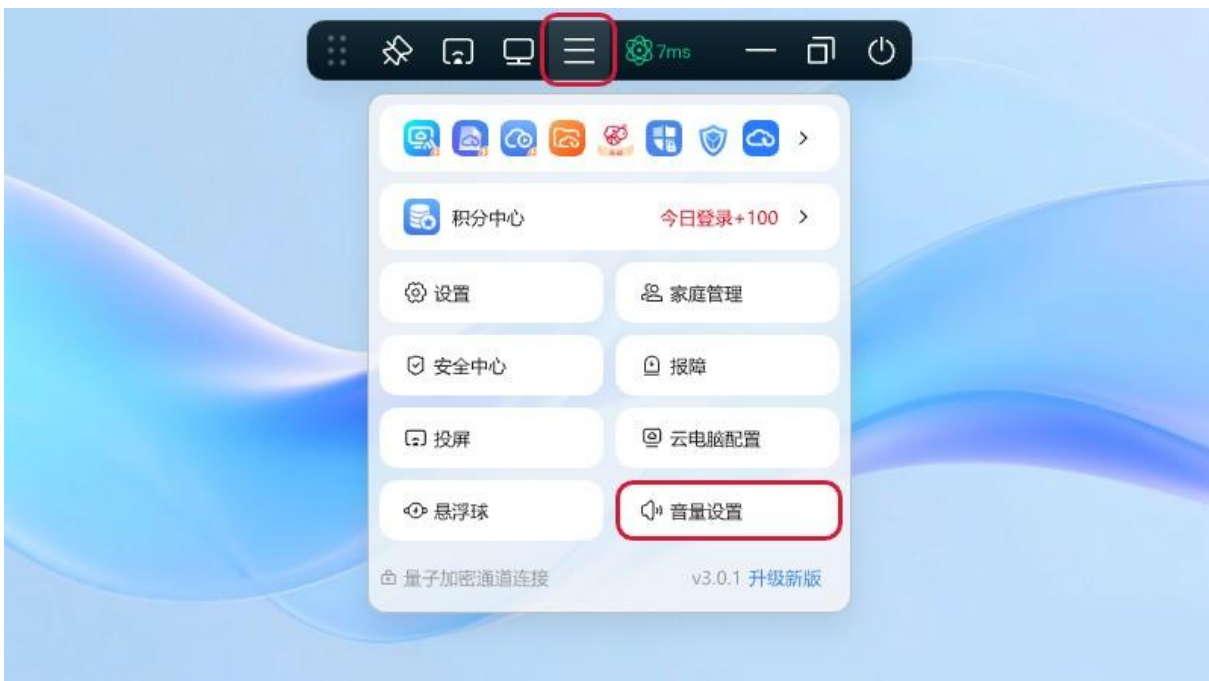 7ms
积分中心 今日登录+100
设置 家庭管理
安全中心 报障
投屏 云电脑配置
悬浮球 音量设置
量子加密通道连接 v3.0.1 升级新版